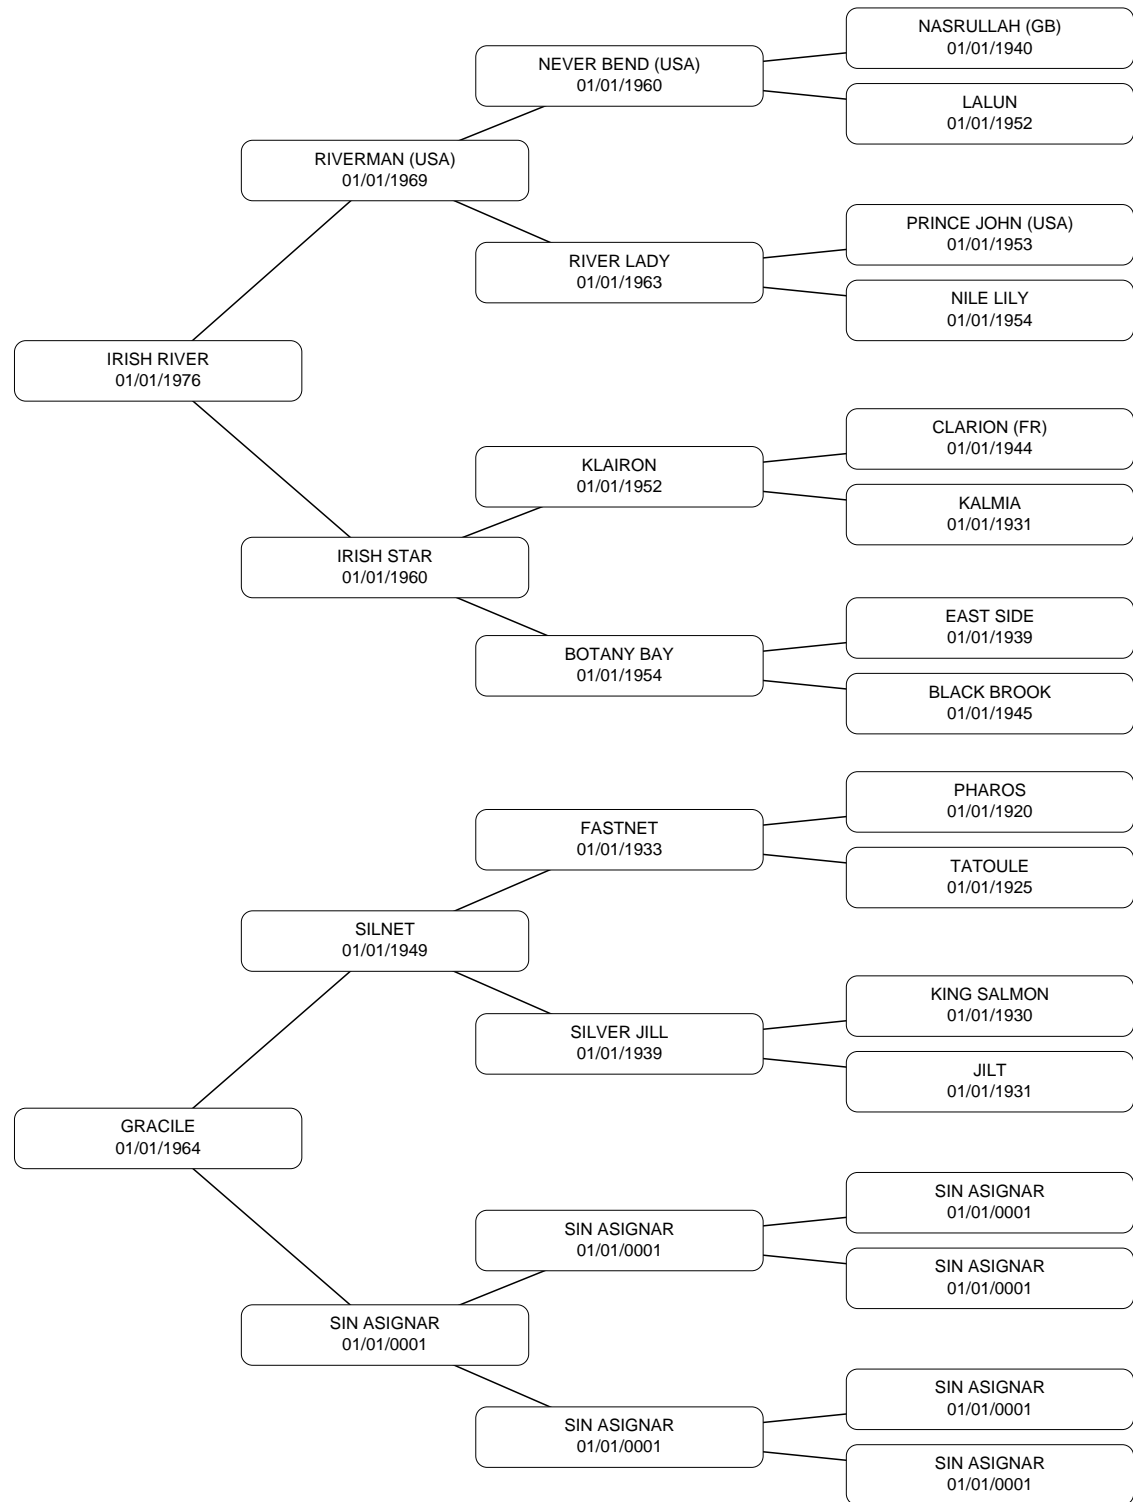 NASRULLAH (GB)
01/01/1940
NEVER BEND (USA)
01/01/1960
LALUN
01/01/1952
RIVERMAN (USA)
01/01/1969
PRINCE JOHN (USA)
01/01/1953
RIVER LADY
01/01/1963
NILE LILY
01/01/1954
IRISH RIVER
01/01/1976
CLARION (FR)
01/01/1944
KLAIRON
01/01/1952
KALMIA
01/01/1931
IRISH STAR
01/01/1960
EAST SIDE
01/01/1939
BOTANY BAY
01/01/1954
BLACK BROOK
01/01/1945
PHAROS
01/01/1920
FASTNET
01/01/1933
TATOULE
01/01/1925
SILNET
01/01/1949
KING SALMON
01/01/1930
SILVER JILL
01/01/1939
JILT
01/01/1931
GRACILE
01/01/1964
SIN ASIGNAR
01/01/0001
SIN ASIGNAR
01/01/0001
SIN ASIGNAR
01/01/0001
SIN ASIGNAR
01/01/0001
SIN ASIGNAR
01/01/0001
SIN ASIGNAR
01/01/0001
SIN ASIGNAR
01/01/0001